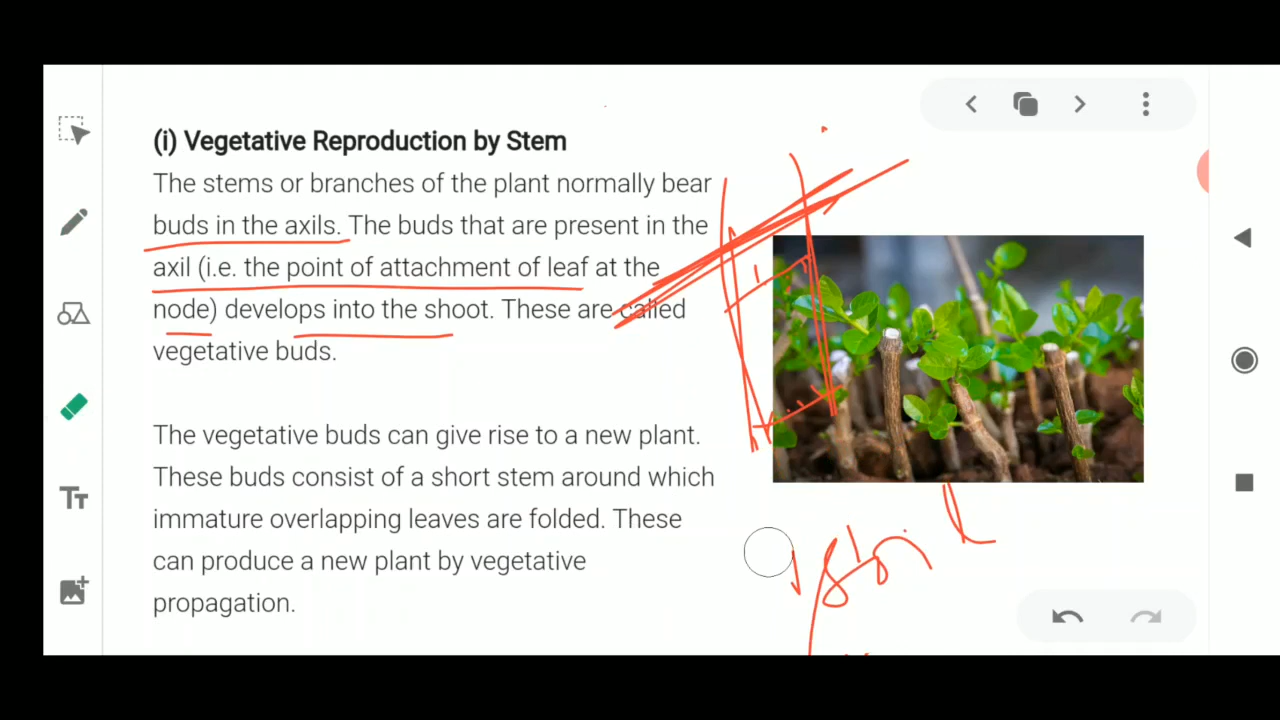 (i) Vegetative Reproduction by Stem
The stems or branches of the plant normally bear
buds in the axils. The buds that are present in the
axil (i.e. the point of attachment of leaf at the
node) develops into the shoot. These are called
vegetative buds.
The vegetative buds can give rise to a new plant.
These buds consist of a short stem around which
immature overlapping leaves are folded. These
can produce a new plant by vegetative
propagation.
Tт